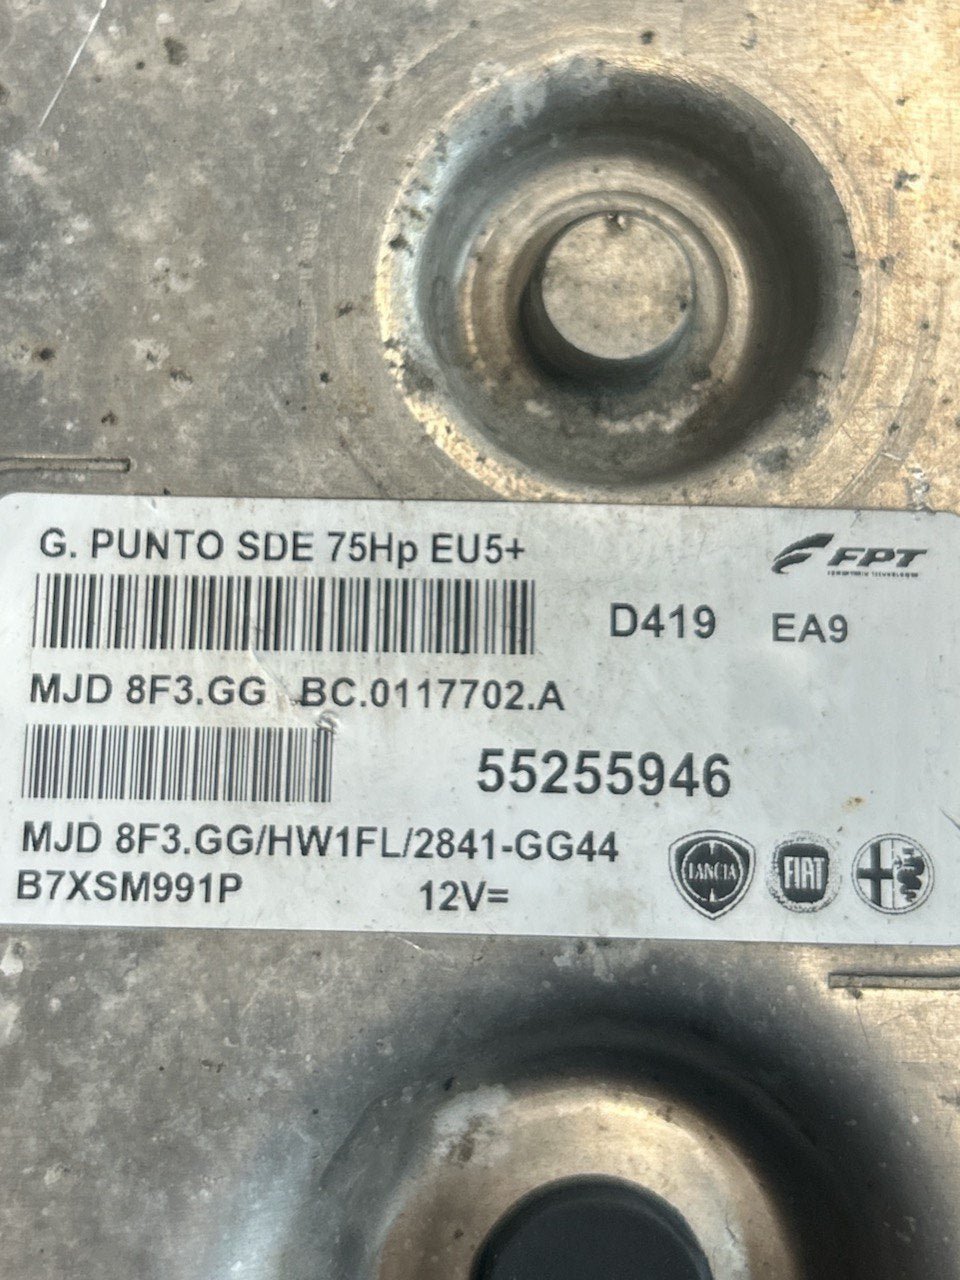 G. PUNTO SDE 75Hp EU5+
FPT
D419 EA9
MJD 8F3.GG BC.0117702.A
55255946
MJD 8F3.GG/HW1FL/2841-GG44
B7XSM991P 12V=
LANCIA FIAT